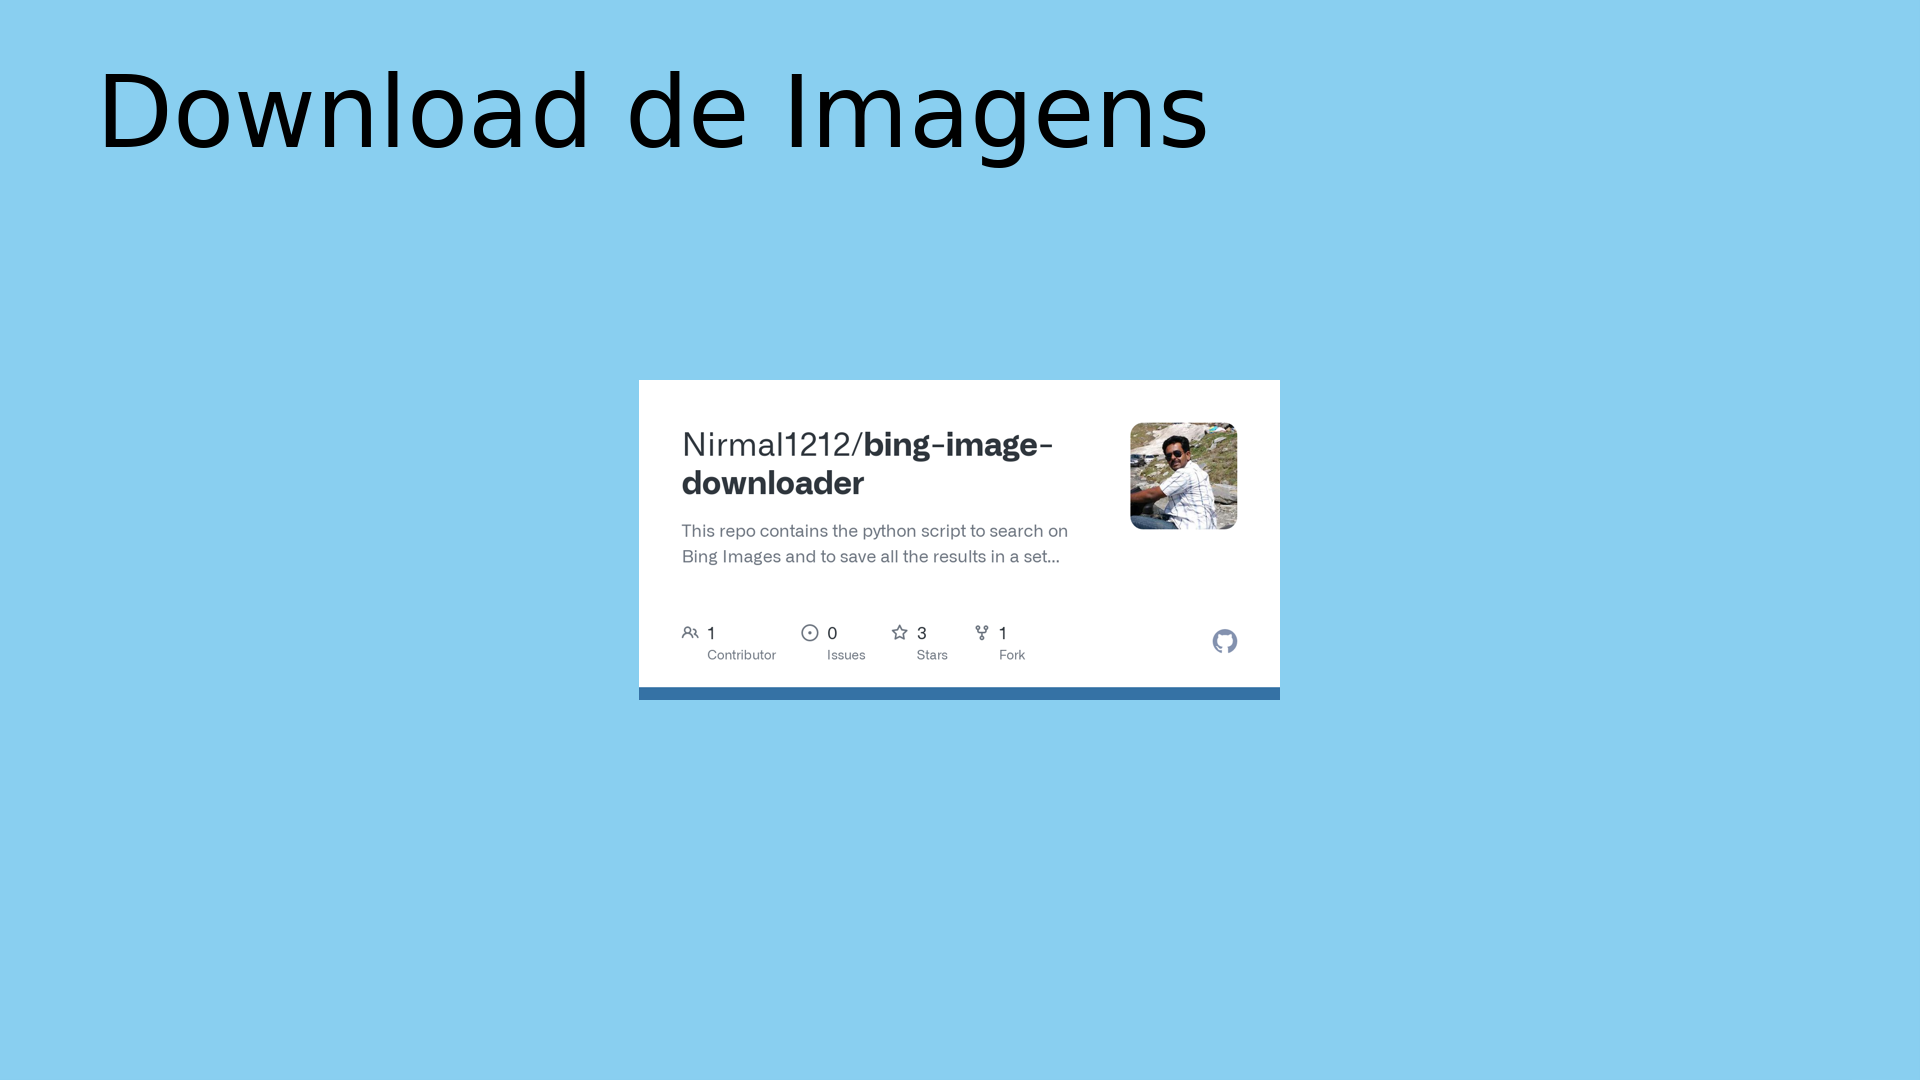 Download de Imagens
Nirmal1212/bing-image-
downloader
This repo contains the python script to search on
Bing Images and to save all the results in a set...
1
Contributor
0
Issues
3
Stars
1
Fork